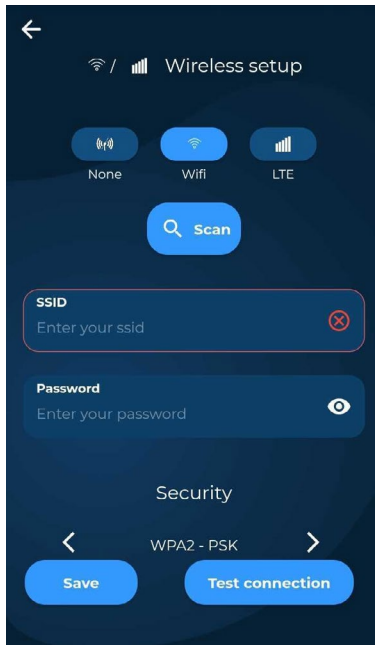 / Wireless setup
None Wifi LTE
Scan
SSID
Enter your ssid
Password
Enter your password
Security
WPA2 - PSK
Save Test connection